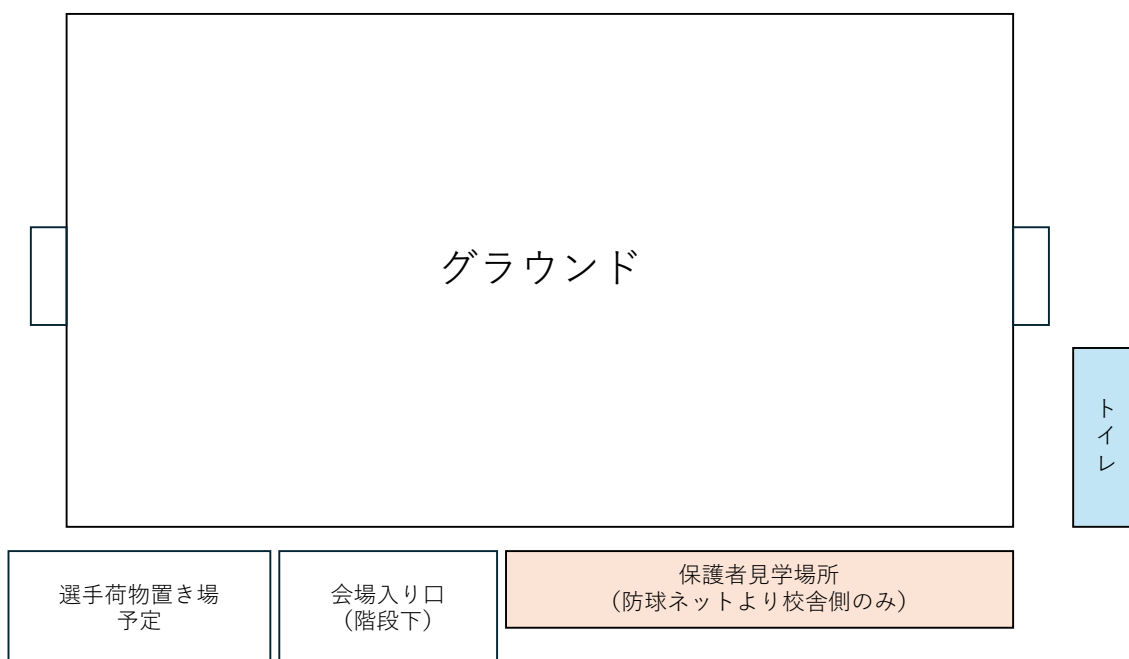 グラウンド
トイレ
選手荷物置き場
予定
会場入り口
（階段下）
保護者見学場所
（防球ネットより校舎側のみ）